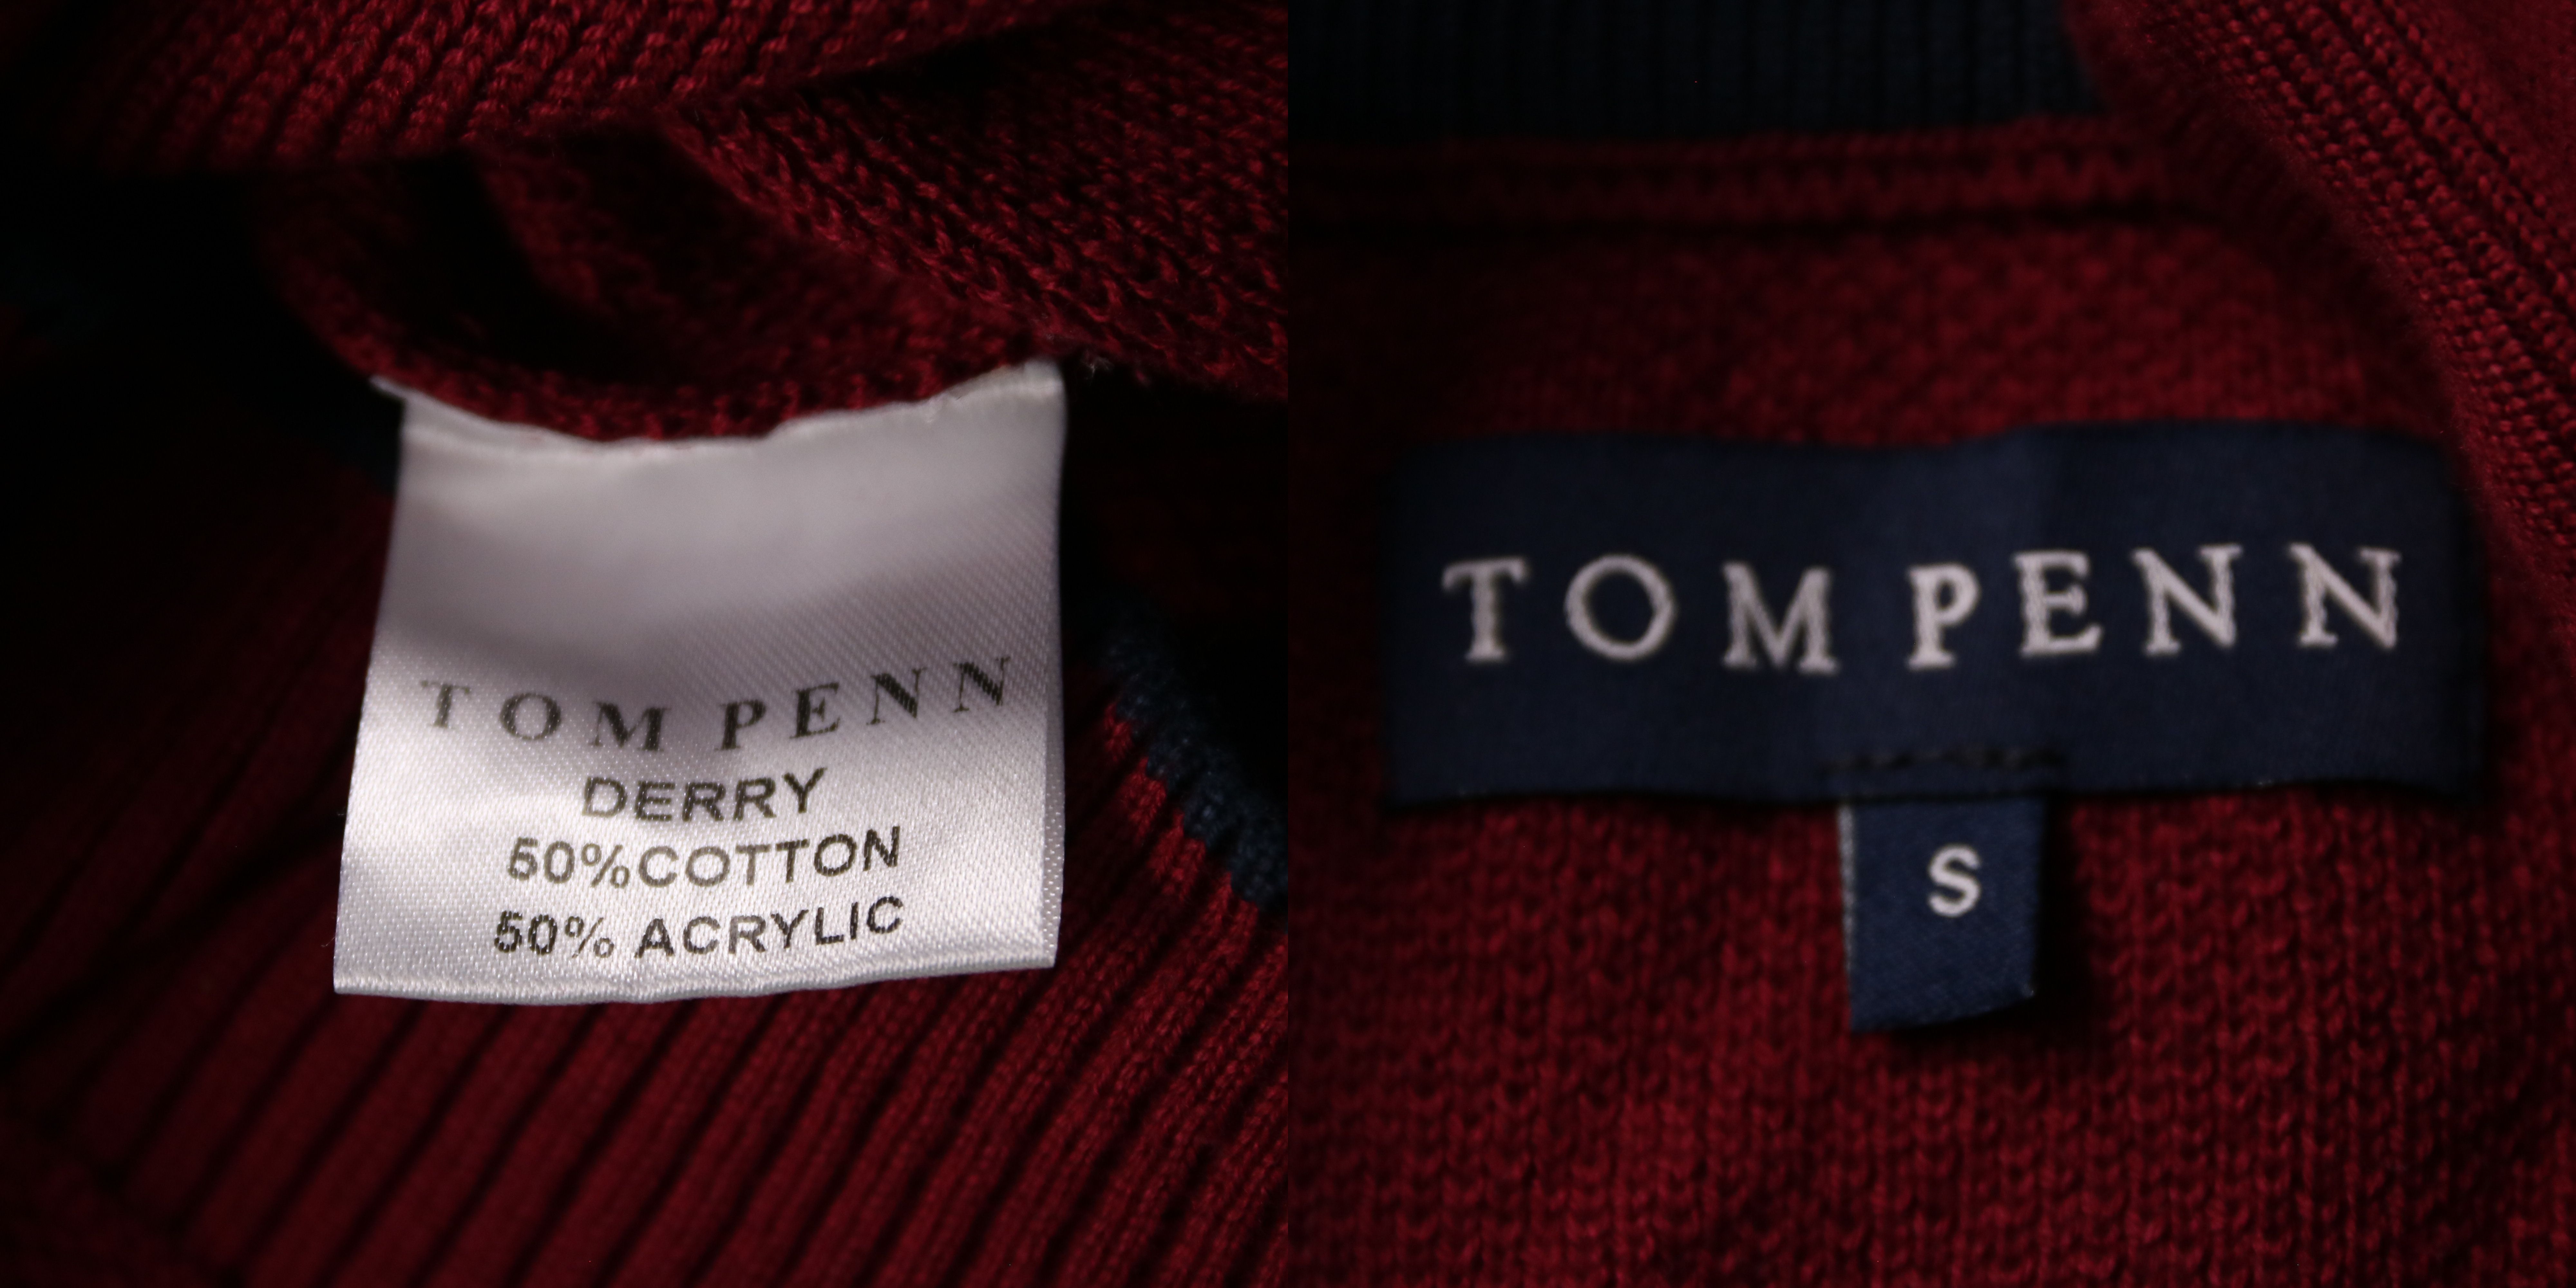 TOM PENN
DERRY
50%COTTON
50% ACRYLIC
TOM PENN
S